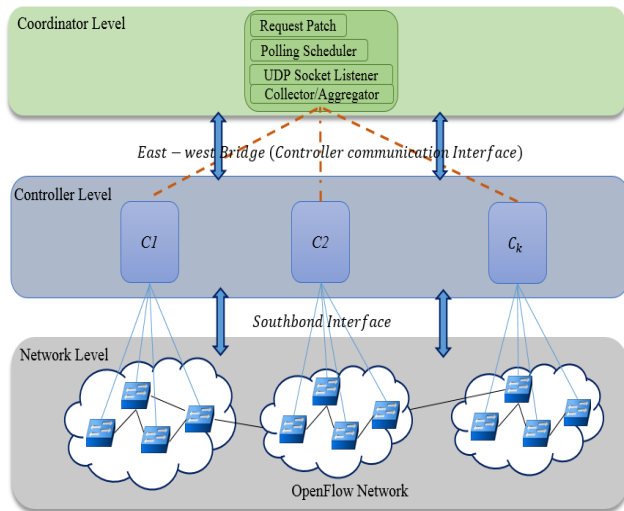 Coordinator Level
Request Patch
Polling Scheduler
UDP Socket Listener
Collector/Aggregator
East − west Bridge (Controller communication Interface)
Controller Level
C1
C2
Cₖ
Southbond Interface
Network Level
OpenFlow Network